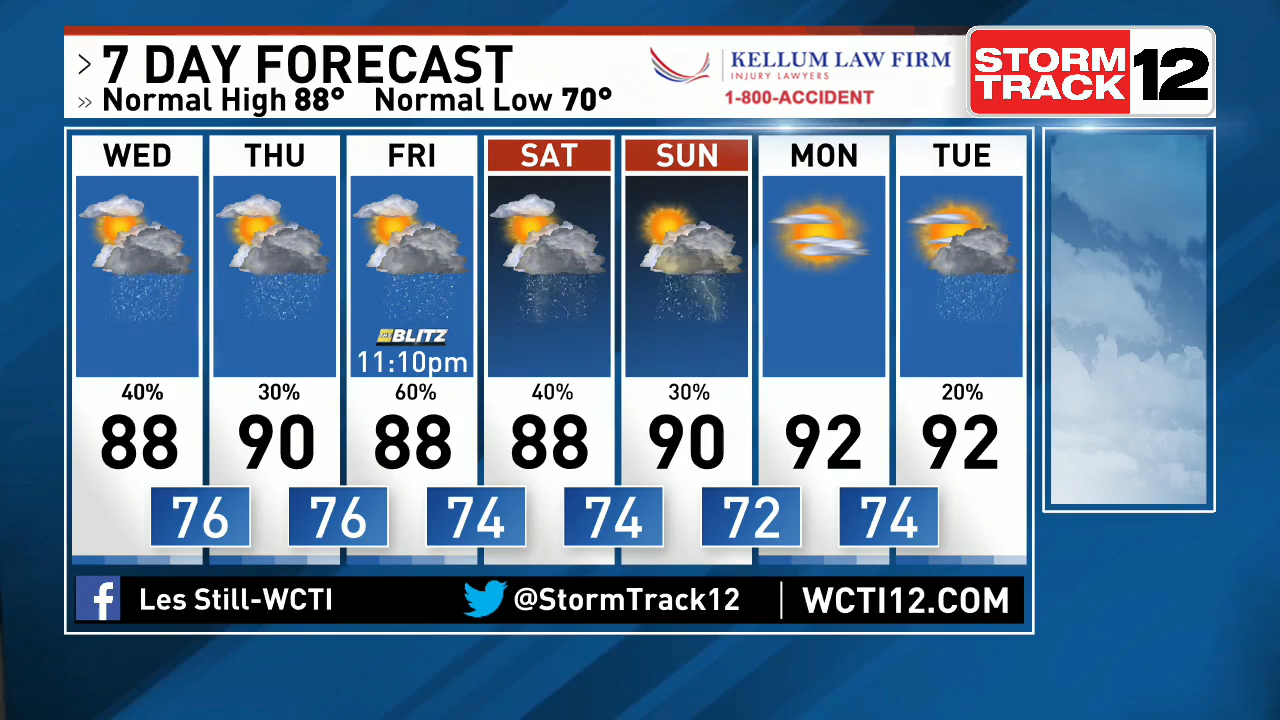 > 7 DAY FORECAST
» Normal High 88° Normal Low 70°
KELLUM LAW FIRM
INJURY LAWYERS
1-800-ACCIDENT
STORM
TRACK 12
WED THU FRI SAT SUN MON TUE
BLITZ
11:10pm
40% 30% 60% 40% 30% 20%
88 90 88 88 90 92 92
76 76 74 74 72 74
f Les Still-WCTI @StormTrack12 | WCTI12.COM